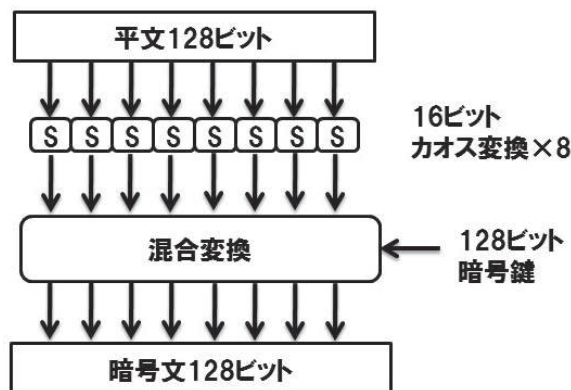 平文128ビット
S S S S S S S S
16ビット
カオス変換×8
混合変換
128ビット
暗号鍵
暗号文128ビット